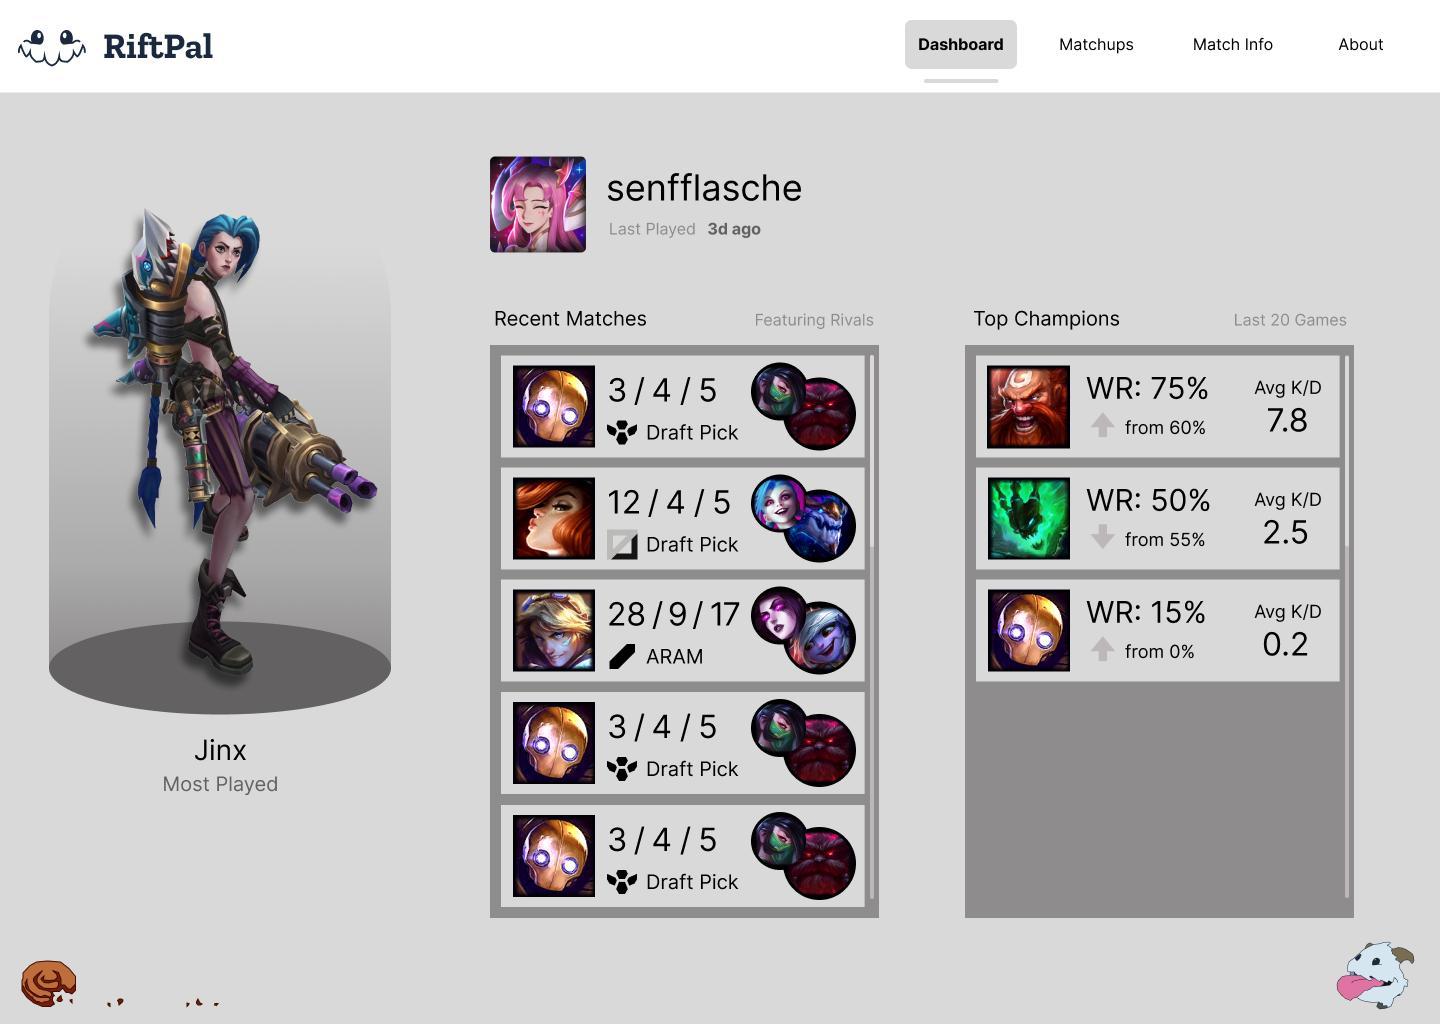 RiftPal
Dashboard
Matchups
Match Info
About
senfflasche
Last Played 3d ago
Recent Matches
Featuring Rivals
3 / 4 / 5
Draft Pick
12 / 4 / 5
Draft Pick
28 / 9 / 17
ARAM
3 / 4 / 5
Draft Pick
3 / 4 / 5
Draft Pick
Top Champions
Last 20 Games
WR: 75%
from 60%
Avg K/D
7.8
WR: 50%
from 55%
Avg K/D
2.5
WR: 15%
from 0%
Avg K/D
0.2
Jinx
Most Played